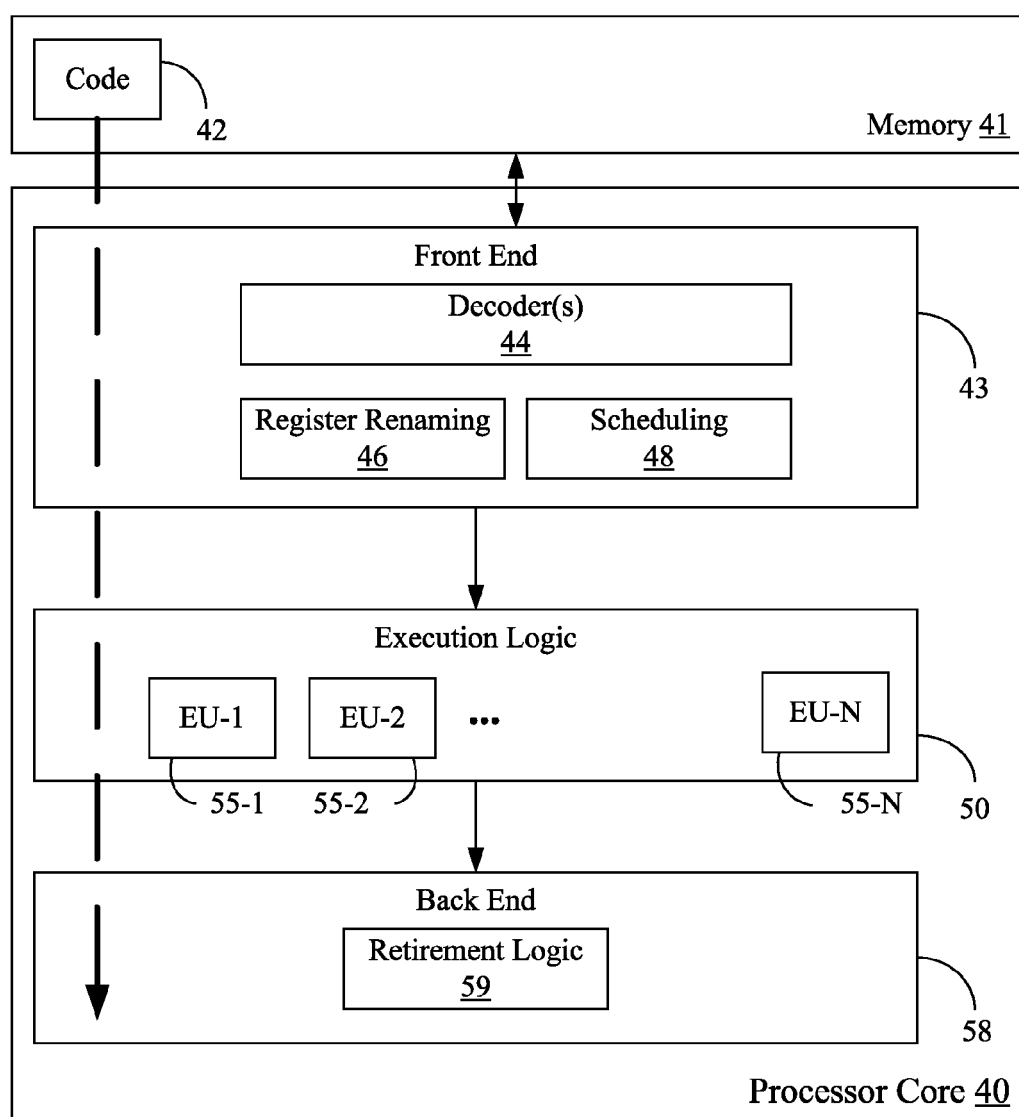 Code
42
Memory 41
Front End
Decoder(s)
44
43
Register Renaming
46
Scheduling
48
Execution Logic
EU-1
EU-2
...
EU-N
55-1
55-2
55-N
50
Back End
Retirement Logic
59
58
Processor Core 40